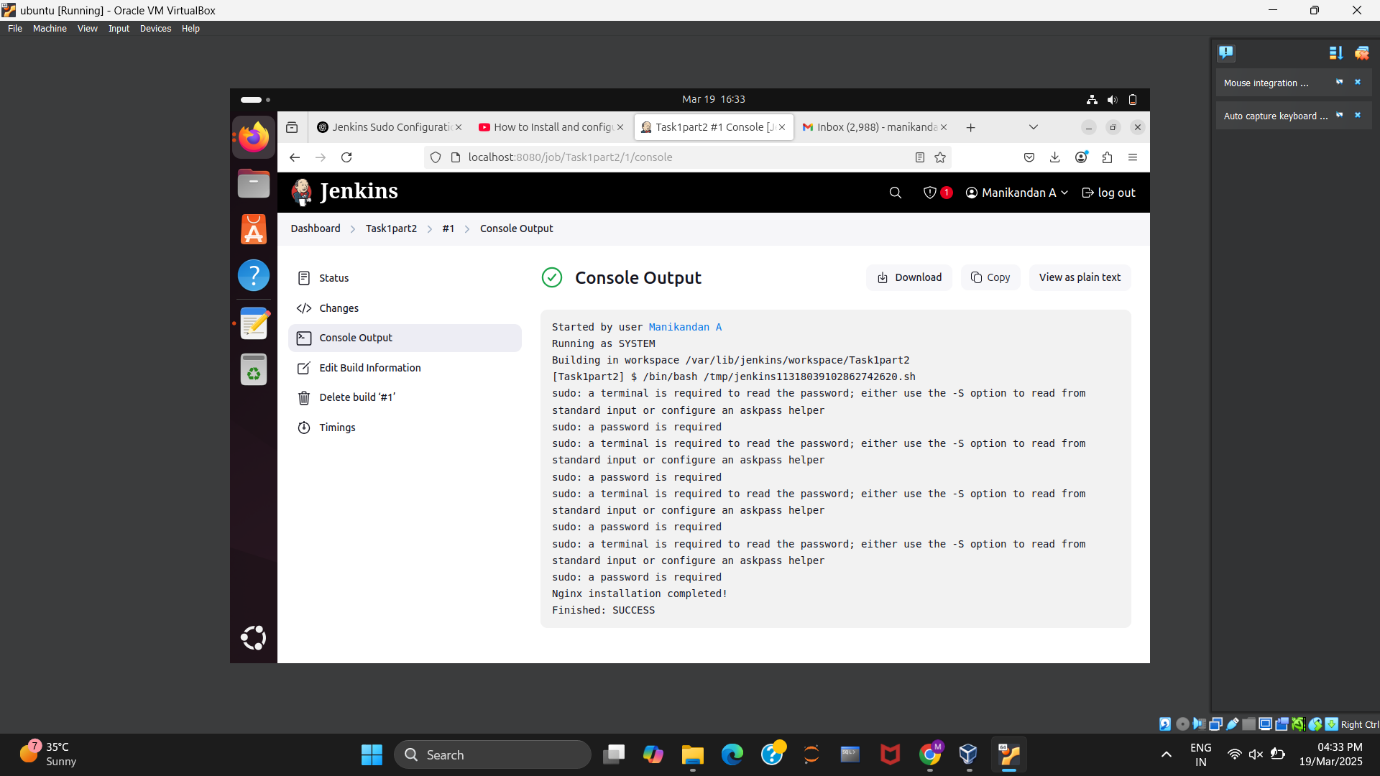 ubuntu [Running] - Oracle VM VirtualBox
File Machine View Input Devices Help
Mouse integration ...
Auto capture keyboard ...
Mar 19 16:33
Jenkins Sudo Configurati
How to Install and configu
Task1part2 #1 Console [J
Inbox (2,988) - manikanda
localhost:8080/job/Task1part2/1/console
Jenkins
1
Manikandan A
log out
Dashboard > Task1part2 > #1 > Console Output
Status
Changes
Console Output
Edit Build Information
Delete build ‘#1’
Timings
Console Output
Download
Copy
View as plain text
Started by user Manikandan A
Running as SYSTEM
Building in workspace /var/lib/jenkins/workspace/Task1part2
[Task1part2] $ /bin/bash /tmp/jenkins11318039102862742620.sh
sudo: a terminal is required to read the password; either use the -S option to read from
standard input or configure an askpass helper
sudo: a password is required
sudo: a terminal is required to read the password; either use the -S option to read from
standard input or configure an askpass helper
sudo: a password is required
sudo: a terminal is required to read the password; either use the -S option to read from
standard input or configure an askpass helper
sudo: a password is required
sudo: a terminal is required to read the password; either use the -S option to read from
standard input or configure an askpass helper
sudo: a password is required
Nginx installation completed!
Finished: SUCCESS
Right Ctrl
7
35°C
Sunny
Search
M
ENG
IN
04:33 PM
19/Mar/2025